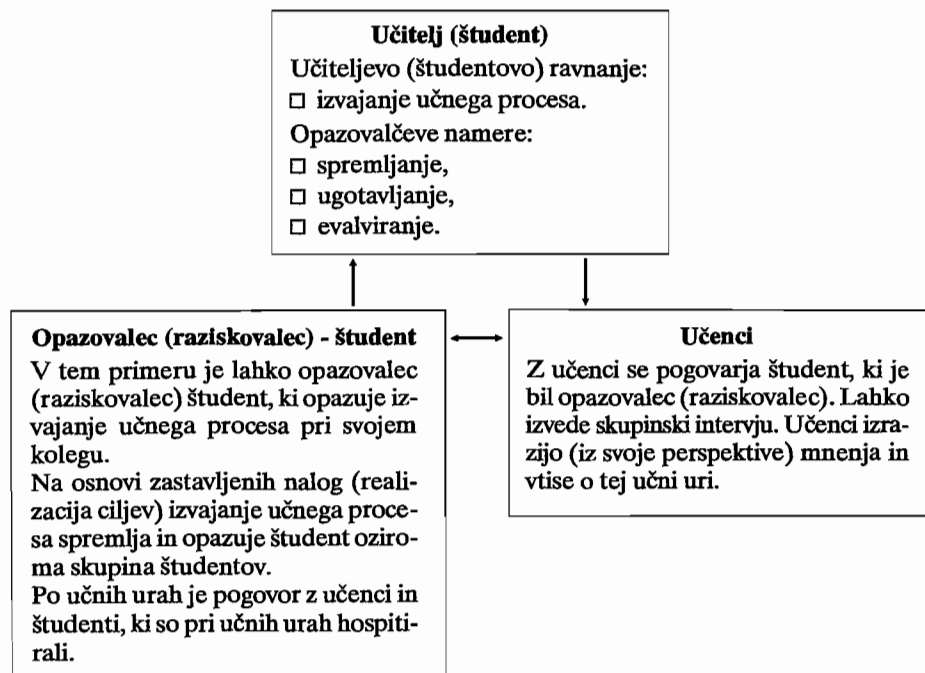 Učitelj (študent)
Učiteljevo (študentovo) ravnanje:
□ izvajanje učnega procesa.
Opazovalčeve namere:
□ spremljanje,
□ ugotavljanje,
□ evalviranje.
Opazovalec (raziskovalec) - študent
V tem primeru je lahko opazovalec
(raziskovalec) študent, ki opazuje iz-
vajanje učnega procesa pri svojem
kolegu.
Na osnovi zastavljenih nalog (reali-
zacija ciljev) izvajanje učnega proce-
sa spremlja in opazuje študent oziro-
ma skupina študentov.
Po učnih urah je pogovor z učenci in
študenti, ki so pri učnih urah hospiti-
rali.
Učenci
Z učenci se pogovarja študent, ki je
bil opazovalec (raziskovalec). Lahko
izvede skupinski intervju. Učenci izra-
zijo (iz svoje perspektive) mnenja in
vtise o tej učni uri.